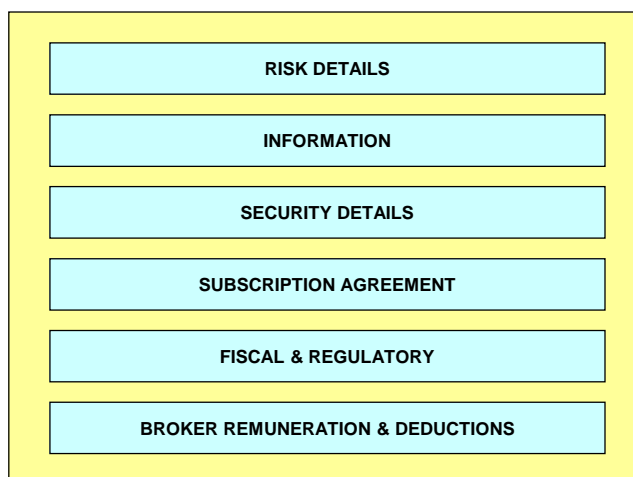 RISK DETAILS
INFORMATION
SECURITY DETAILS
SUBSCRIPTION AGREEMENT
FISCAL & REGULATORY
BROKER REMUNERATION & DEDUCTIONS